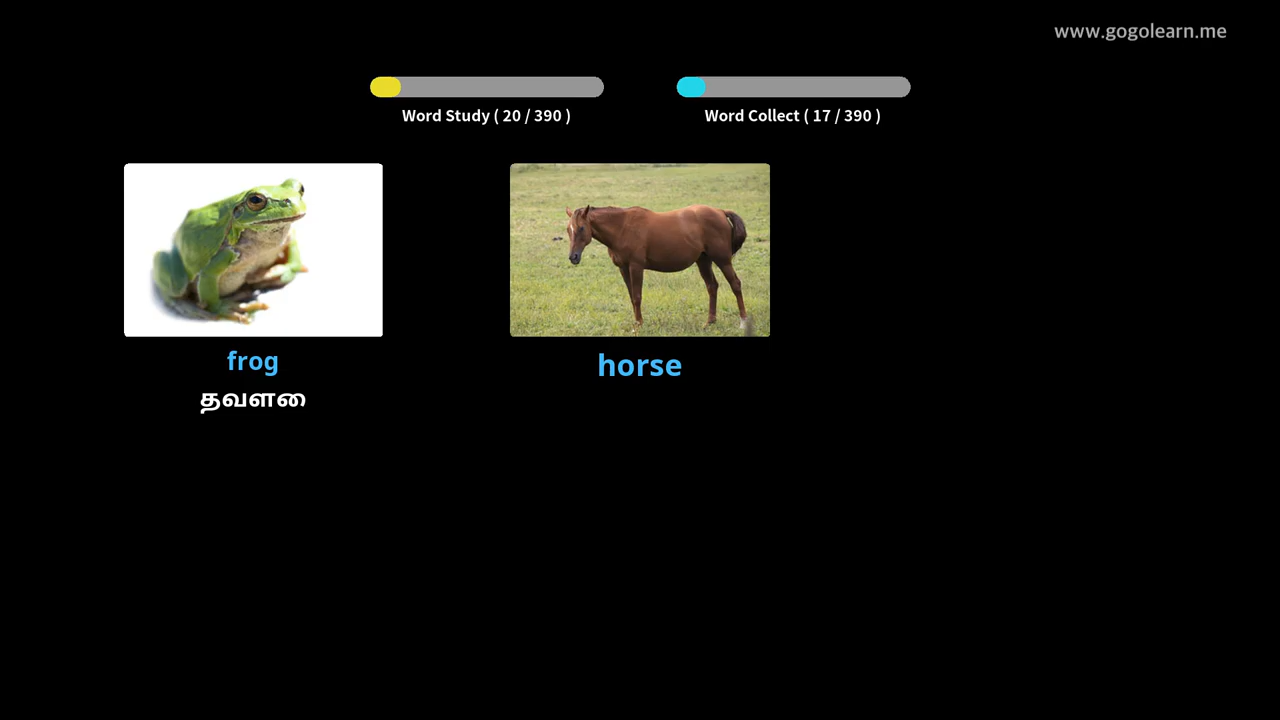 www.gogolearn.me
Word Study ( 20 / 390 )
Word Collect ( 17 / 390 )
frog
தவளை
horse